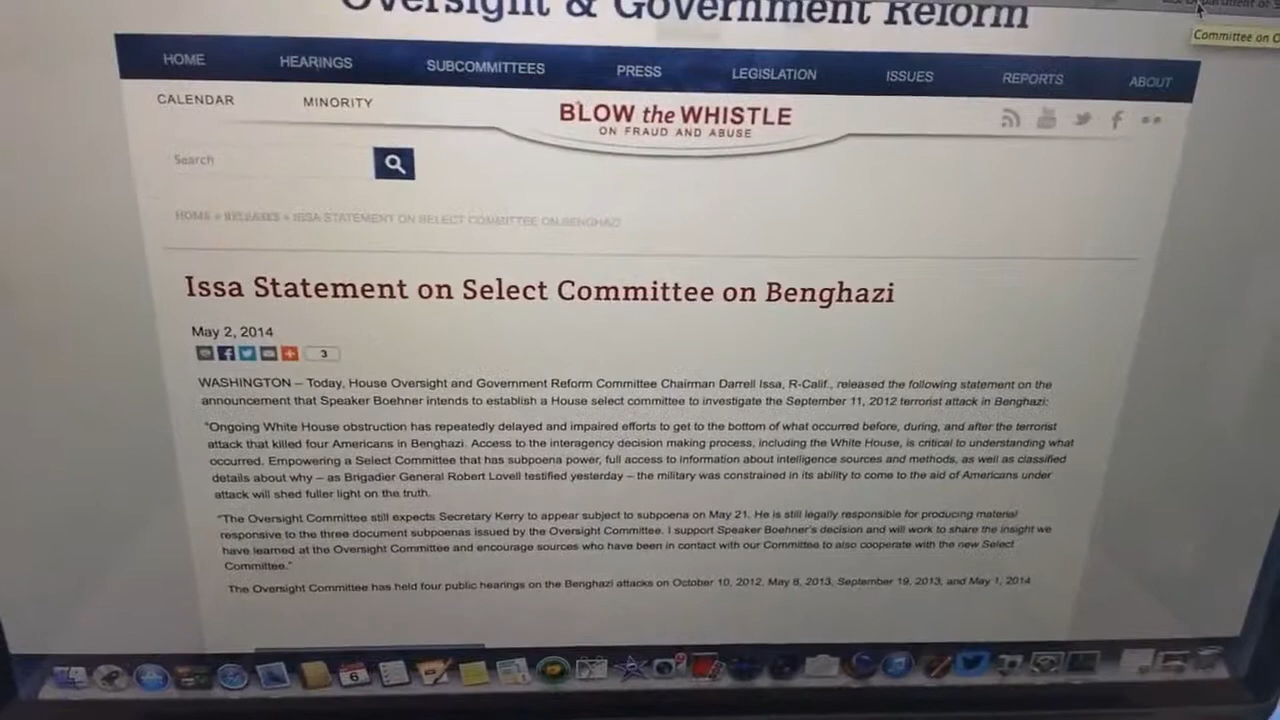 Oversight & Government Reform
Committee on O
HOME HEARINGS SUBCOMMITTEES PRESS LEGISLATION ISSUES REPORTS ABOUT
CALENDAR MINORITY
BLOW the WHISTLE
ON FRAUD AND ABUSE
Search
HOME » RELEASES » ISSA STATEMENT ON SELECT COMMITTEE ON BENGHAZI
Issa Statement on Select Committee on Benghazi
May 2, 2014
3
WASHINGTON – Today, House Oversight and Government Reform Committee Chairman Darrell Issa, R-Calif., released the following statement on the
announcement that Speaker Boehner intends to establish a House select committee to investigate the September 11, 2012 terrorist attack in Benghazi:
"Ongoing White House obstruction has repeatedly delayed and impaired efforts to get to the bottom of what occurred before, during, and after the terrorist
attack that killed four Americans in Benghazi. Access to the interagency decision making process, including the White House, is critical to understanding what
occurred. Empowering a Select Committee that has subpoena power, full access to information about intelligence sources and methods, as well as classified
details about why – as Brigadier General Robert Lovell testified yesterday – the military was constrained in its ability to come to the aid of Americans under
attack will shed fuller light on the truth.
"The Oversight Committee still expects Secretary Kerry to appear subject to subpoena on May 21. He is still legally responsible for producing material
responsive to the three document subpoenas issued by the Oversight Committee. I support Speaker Boehner's decision and will work to share the insight we
have learned at the Oversight Committee and encourage sources who have been in contact with our Committee to also cooperate with the new Select
Committee."
The Oversight Committee has held four public hearings on the Benghazi attacks on October 10, 2012, May 8, 2013, September 19, 2013, and May 1, 2014
6